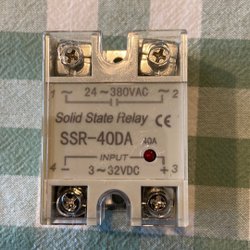 24~380VAC
1 ~ ~ 2
Solid State Relay CE
SSR-40DA 40A
INPUT
4 - + 3
3~32VDC